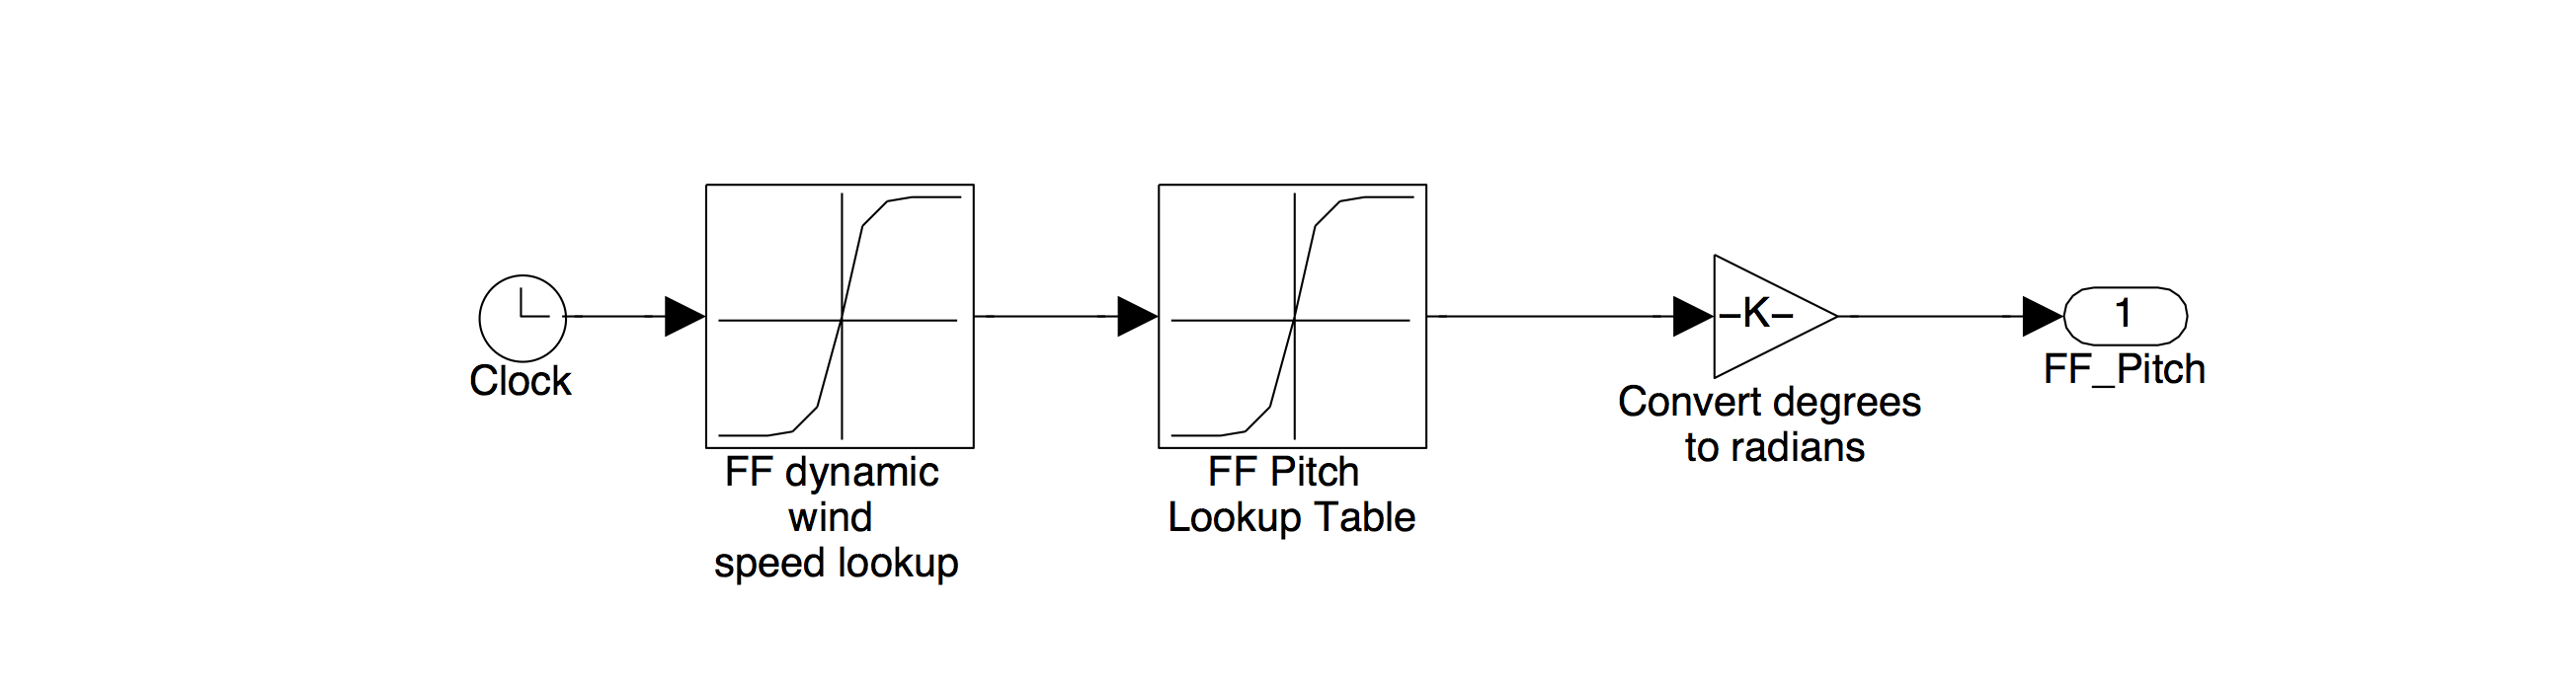 Clock
FF dynamic
wind
speed lookup
FF Pitch
Lookup Table
−K−
Convert degrees
to radians
1
FF_Pitch